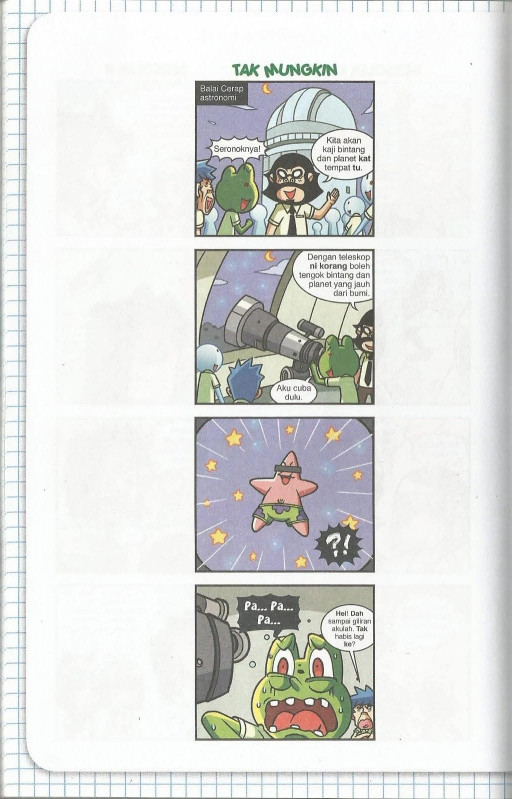 TAK MUNGKIN
Balai Cerap
astronomi
Seronoknya!
Kita akan
kaji bintang
dan planet kat
tempat tu.
Dengan teleskop
ni korang boleh
tengok bintang dan
planet yang jauh
dari bumi.
Aku cuba
dulu.
?!
Pa... Pa...
Pa...
Hei! Dah
sampai giliran
akulah. Tak
habis lagi
ke?